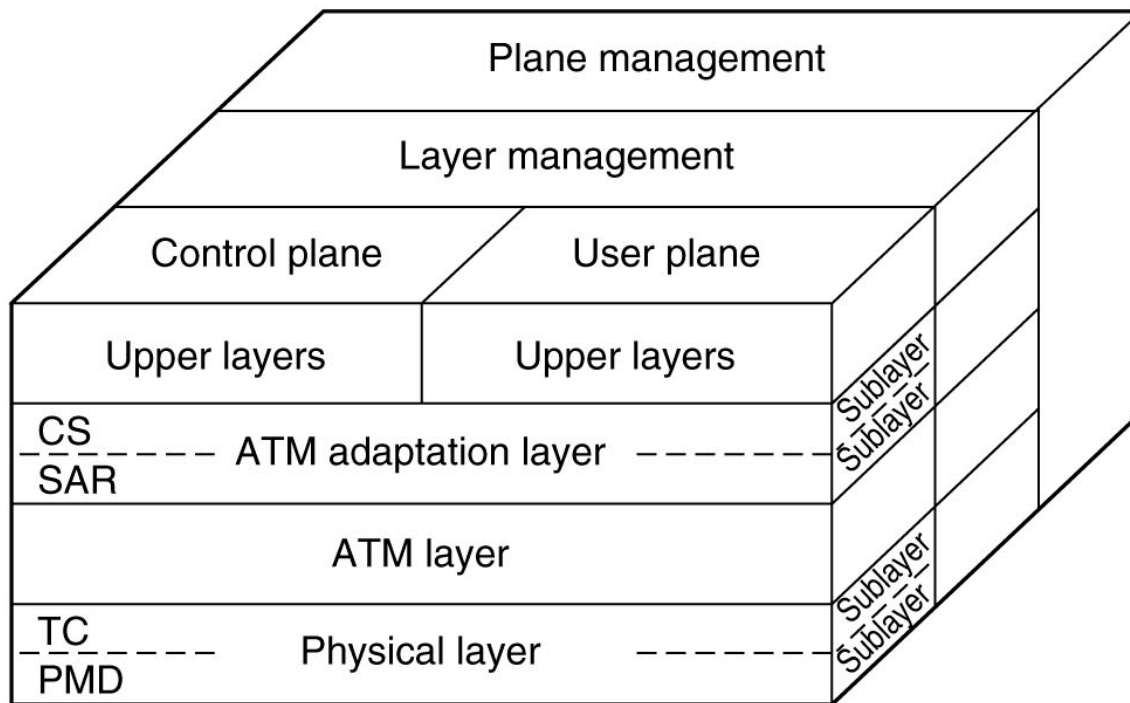 Plane management
Layer management
Control plane
User plane
Upper layers
Upper layers
Sublayer
Sublayer
CS
ATM adaptation layer
SAR
ATM layer
Sublayer
Sublayer
TC
Physical layer
PMD